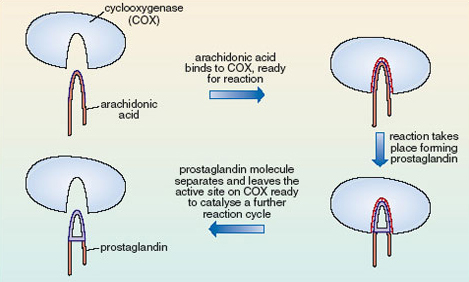 cyclooxygenase
(COX)
arachidonic
acid
arachidonic acid
binds to COX, ready
for reaction
reaction takes
place forming
prostaglandin
prostaglandin molecule
separates and leaves the
active site on COX ready
to catalyse a further
reaction cycle
prostaglandin